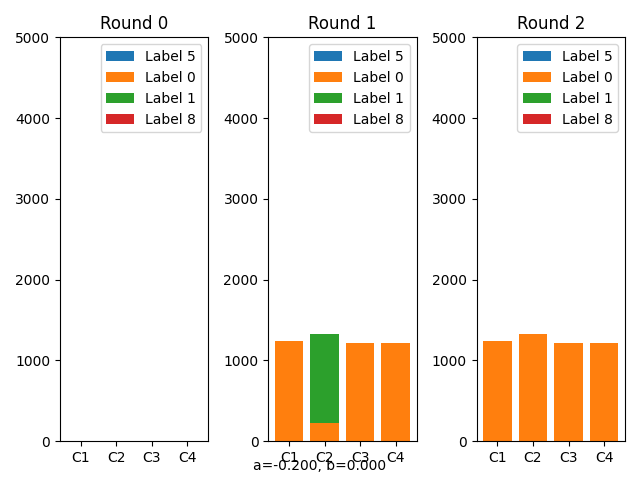 Round 0
5000
4000
3000
2000
1000
0
C1 C2 C3 C4
Label 5
Label 0
Label 1
Label 8
Round 1
5000
4000
3000
2000
1000
0
C1 C2 C3 C4
Label 5
Label 0
Label 1
Label 8
Round 2
5000
4000
3000
2000
1000
0
C1 C2 C3 C4
Label 5
Label 0
Label 1
Label 8
a=-0.200, b=0.000